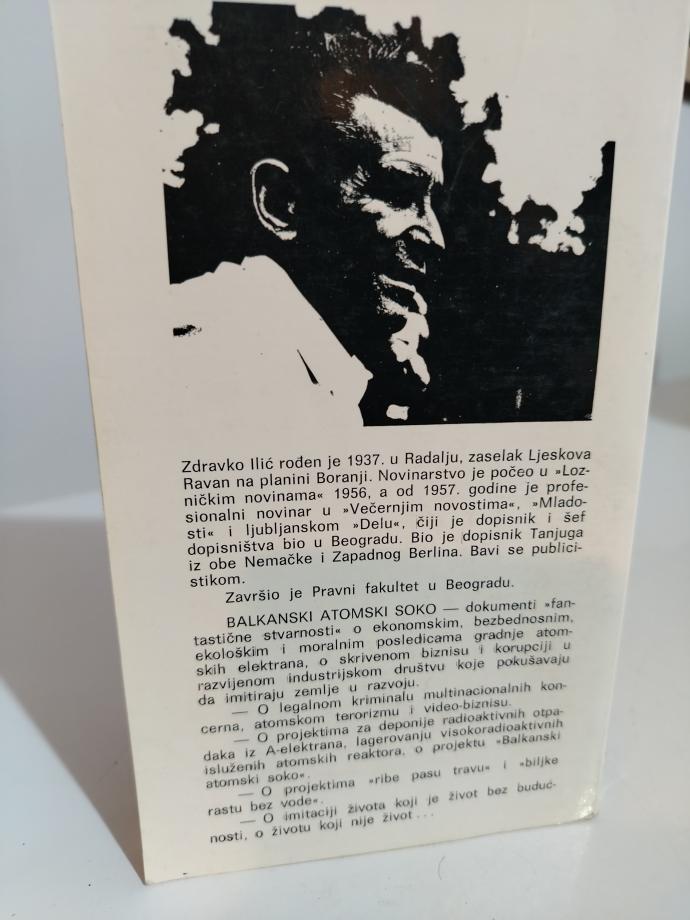 Zdravko Ilić rođen je 1937. u Radalju, zaselak Ljeskova
Ravan na planini Boranji. Novinarstvo je počeo u »Loz-
ničkim novinama« 1956, a od 1957. godine je profe-
sionalni novinar u »Večernjim novostima«, »Mlado-
sti« i ljubljanskom »Delu«, čiji je dopisnik i šef
dopisništva bio u Beogradu. Bio je dopisnik Tanjuga
iz obe Nemačke i Zapadnog Berlina. Bavi se publici-
stikom.
Završio je Pravni fakultet u Beogradu.
BALKANSKI ATOMSKI SOKO — dokumenti »fan-
tastične stvarnosti« o ekonomskim, bezbednosnim,
ekološkiim i moralnim posledicama gradnje atom-
skih elektrana, o skrivenom biznisu i korupciji u
razvijenom industrijskom društvu koje pokušavaju
da imitiraju zemlje u razvoju.
— O legalnom kriminalu multinacionalnih kon-
cerna, atomskom terorizmu i video-biznisu.
— O projektima za deponije radioaktivnih otpa-
daka iz A-elektrana, lagerovanju visokoradioaktivnih
isluženih atomskih reaktora, o projektu »Balkanski
atomski soko«.
— O projektima »ribe pasu travu« i »biljke
rastu bez vode«.
— O imitaciji života koji je život bez buduć-
nosti, o životu koji nije život...